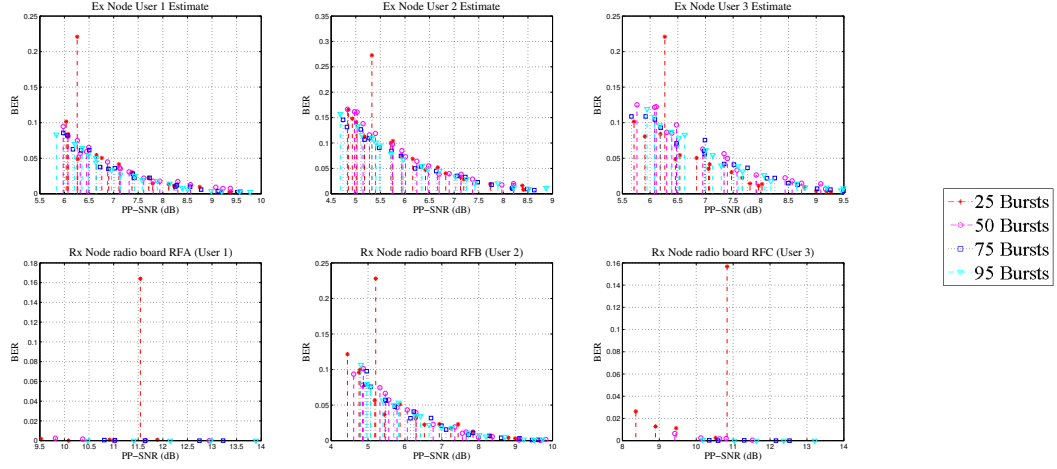 Ex Node User 1 Estimate
BER
0.25
0.2
0.15
0.1
0.05
0
5.5 6 6.5 7 7.5 8 8.5 9 9.5 10
PP−SNR (dB)
Ex Node User 2 Estimate
BER
0.35
0.3
0.25
0.2
0.15
0.1
0.05
0
4.5 5 5.5 6 6.5 7 7.5 8 8.5 9
PP−SNR (dB)
Ex Node User 3 Estimate
BER
0.25
0.2
0.15
0.1
0.05
0
5.5 6 6.5 7 7.5 8 8.5 9 9.5
PP−SNR (dB)
25 Bursts
50 Bursts
75 Bursts
95 Bursts
Rx Node radio board RFA (User 1)
BER
0.18
0.16
0.14
0.12
0.1
0.08
0.06
0.04
0.02
0
9.5 10 10.5 11 11.5 12 12.5 13 13.5 14
PP−SNR (dB)
Rx Node radio board RFB (User 2)
BER
0.25
0.2
0.15
0.1
0.05
0
4 5 6 7 8 9 10
PP−SNR (dB)
Rx Node radio board RFC (User 3)
BER
0.16
0.14
0.12
0.1
0.08
0.06
0.04
0.02
0
8 9 10 11 12 13 14
PP−SNR (dB)